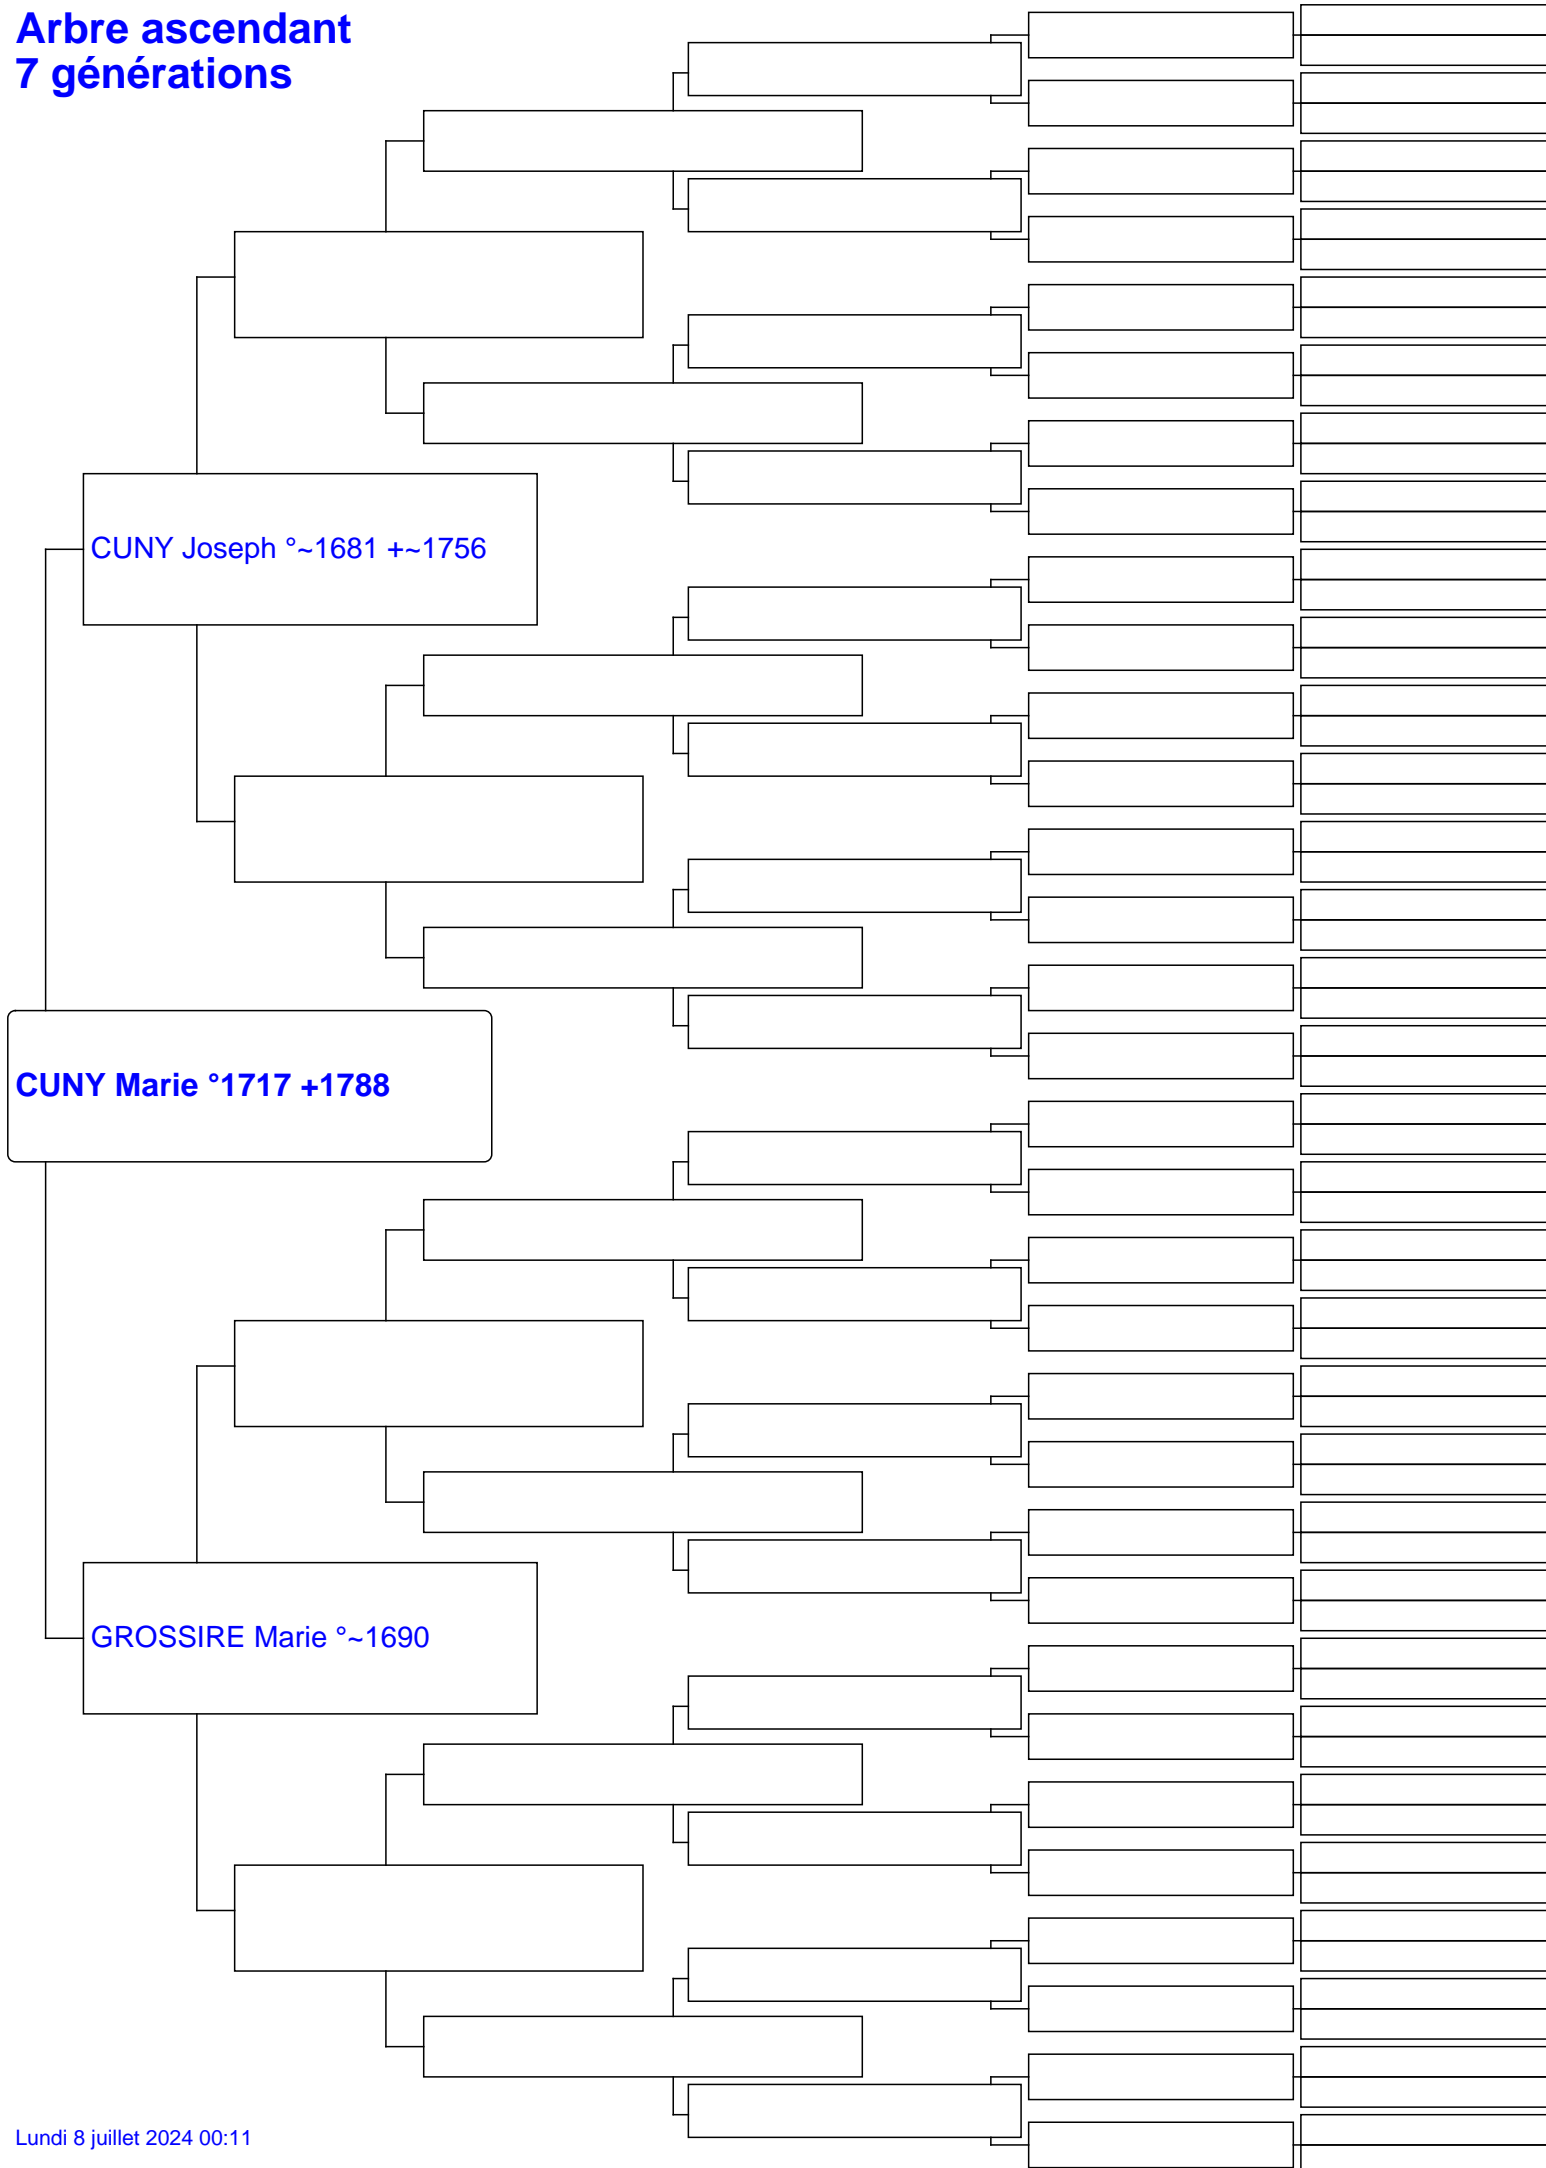 Arbre ascendant
7 générations
CUNY Joseph °~1681 +~1756
CUNY Marie °1717 +1788
GROSSIRE Marie °~1690
Lundi 8 juillet 2024 00:11